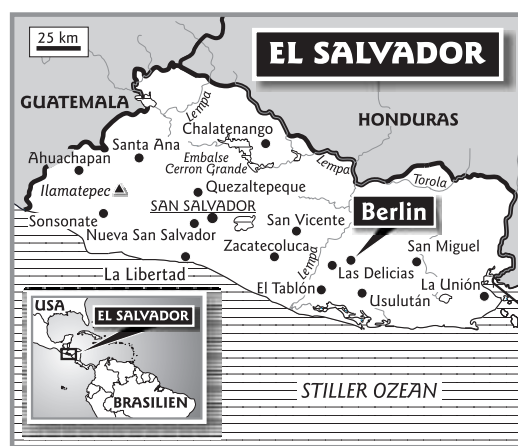 25 km
EL SALVADOR
GUATEMALA
Lempa
HONDURAS
Chalatenango
Santa Ana
Ahuachapan
Embalse
Cerron Grande
Lempa
Torola
Ilamatepec
Quezaltepeque
SAN SALVADOR
Berlin
Sonsonate
San Vicente
Nueva San Salvador
Zacatecoluca
San Miguel
La Libertad
Lempa
Las Delicias
La Unión
El Tablón
Usulután
USA
EL SALVADOR
BRASILIEN
STILLER OZEAN